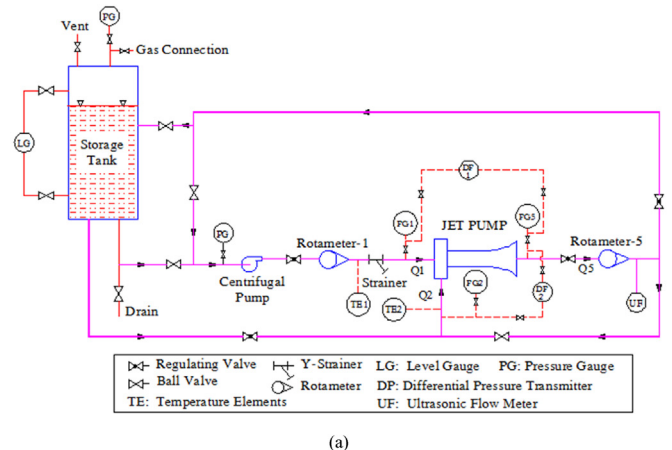 PG
Vent
Gas Connection
LG
Storage
Tank
DF
1
PG
PG1
JET PUMP
PG5
Rotameter-1
Rotameter-5
Centrifugal
Pump
Strainer
Q1
Q5
Q2
PG2
DF
2
TE1
TE2
UF
Drain
Regulating Valve
Y-Strainer
LG: Level Gauge
PG: Pressure Gauge
Ball Valve
Rotameter
DP: Differential Pressure Transmitter
TE: Temperature Elements
UF: Ultrasonic Flow Meter
(a)